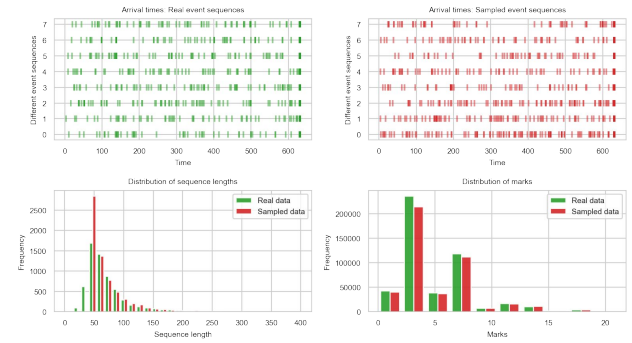 Arrival times: Real event sequences
7
6
5
4
3
2
1
0
Different event sequences
0 100 200 300 400 500 600
Time
Arrival times: Sampled event sequences
7
6
5
4
3
2
1
0
Different event sequences
0 100 200 300 400 500 600
Time
Distribution of sequence lengths
Real data
Sampled data
2500
2000
1500
1000
500
0
Frequency
0 50 100 150 200 250 300 350 400
Sequence length
Distribution of marks
Real data
Sampled data
200000
150000
100000
50000
0
Frequency
0 5 10 15 20
Marks